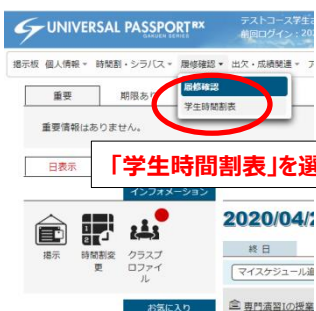 UNIVERSAL PASSPORT RX
GAKUEN SERIES
テストコース学生
前回ログイン：20
掲示板 個人情報 時間割・シラバス 履修確認 出欠・成績関連
履修確認
学生時間割表
重要 期限あ
重要情報はありません。
日表示
「学生時間割表」を選
インフォメーション
掲示
時間割変更
クラスプロファイル
2020/04/2
終日
マイスケジュール追
お気に入り
専門演習Iの授業